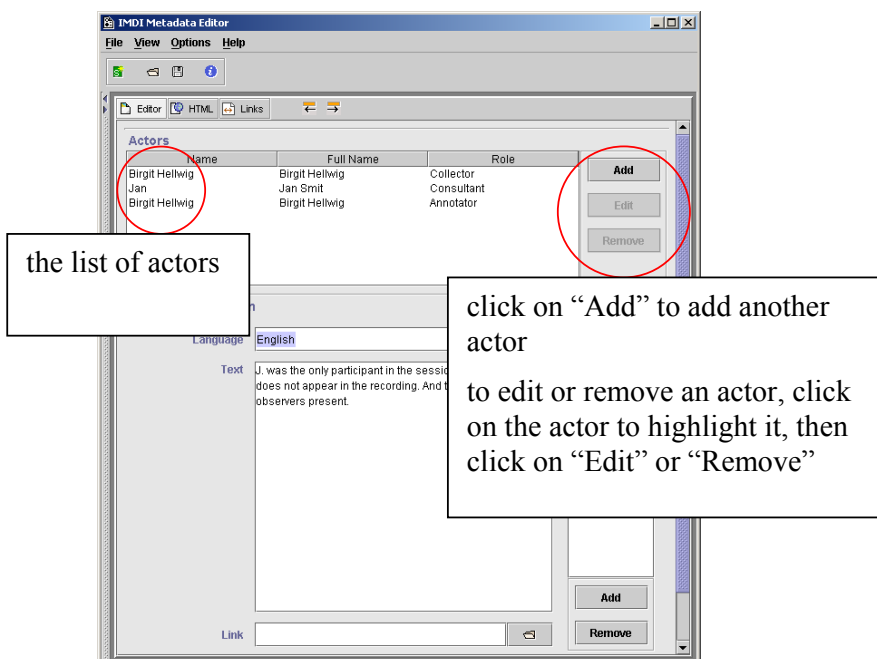 IMDI Metadata Editor
File View Options Help
Editor HTML Links
Actors
Name Full Name Role
Birgit Hellwig Birgit Hellwig Collector
Jan Jan Smit Consultant
Birgit Hellwig Birgit Hellwig Annotator
Add
Edit
Remove
the list of actors
click on “Add” to add another
actor
to edit or remove an actor, click
on the actor to highlight it, then
click on “Edit” or “Remove”
Language English
Text J. was the only participant in the
does not appear in the recording. And
observers present.
Add
Link
Remove